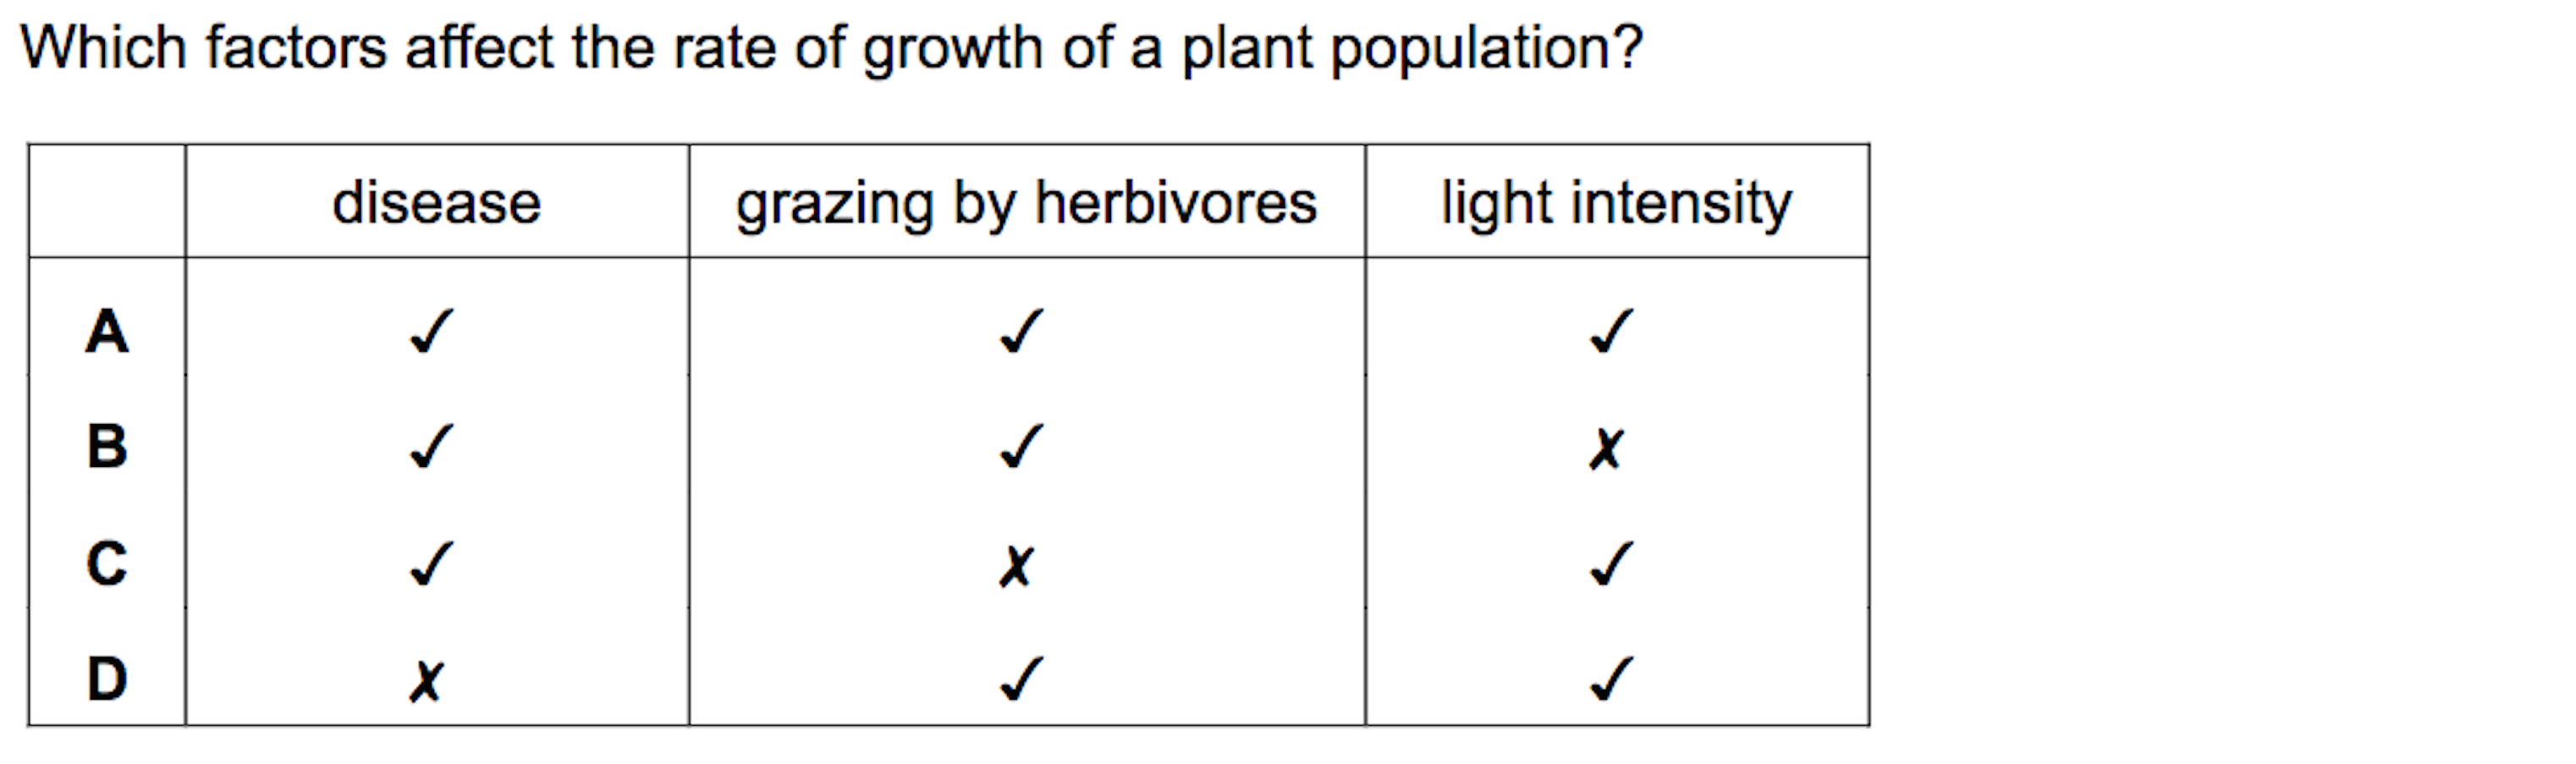 Which factors affect the rate of growth of a plant population?
disease grazing by herbivores light intensity
A ✓ ✓ ✓
B ✓ ✓ ✗
C ✓ ✗ ✓
D ✗ ✓ ✓